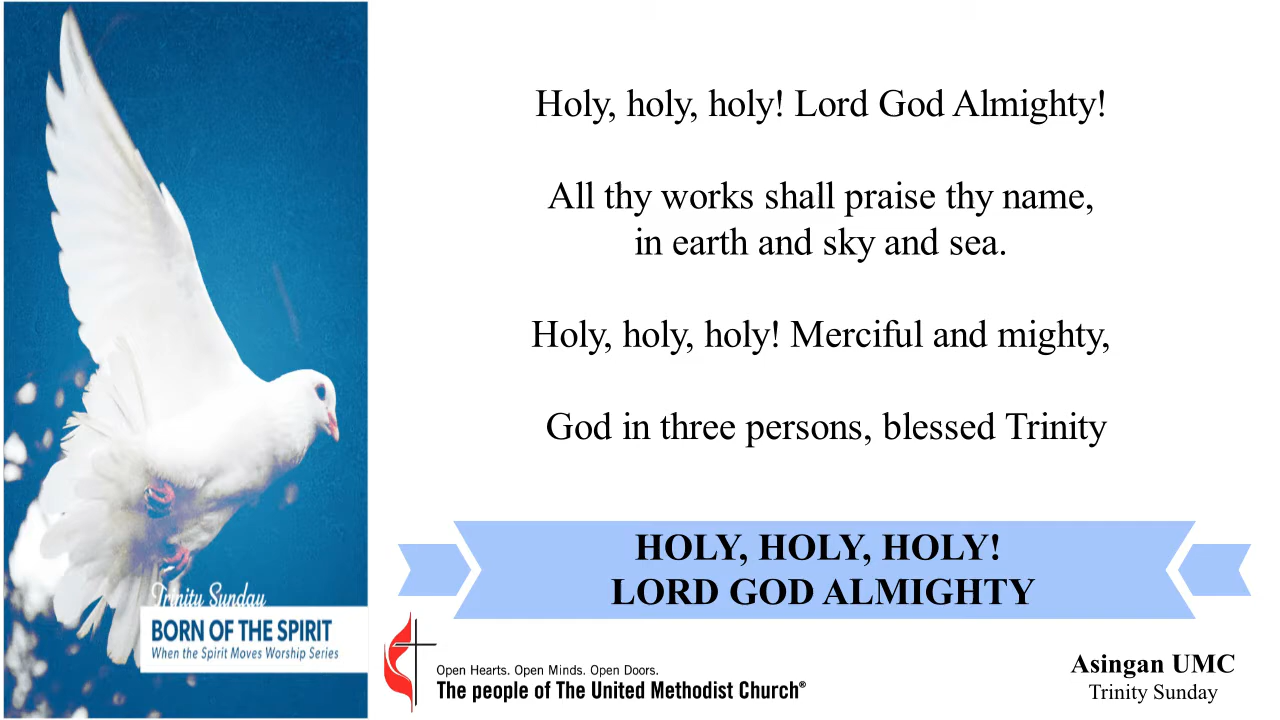 Holy, holy, holy! Lord God Almighty!
All thy works shall praise thy name,
in earth and sky and sea.
Holy, holy, holy! Merciful and mighty,
God in three persons, blessed Trinity
HOLY, HOLY, HOLY!
LORD GOD ALMIGHTY
Trinity Sunday
BORN OF THE SPIRIT
When the Spirit Moves Worship Series
Open Hearts. Open Minds. Open Doors.
The people of The United Methodist Church®
Asingan UMC
Trinity Sunday